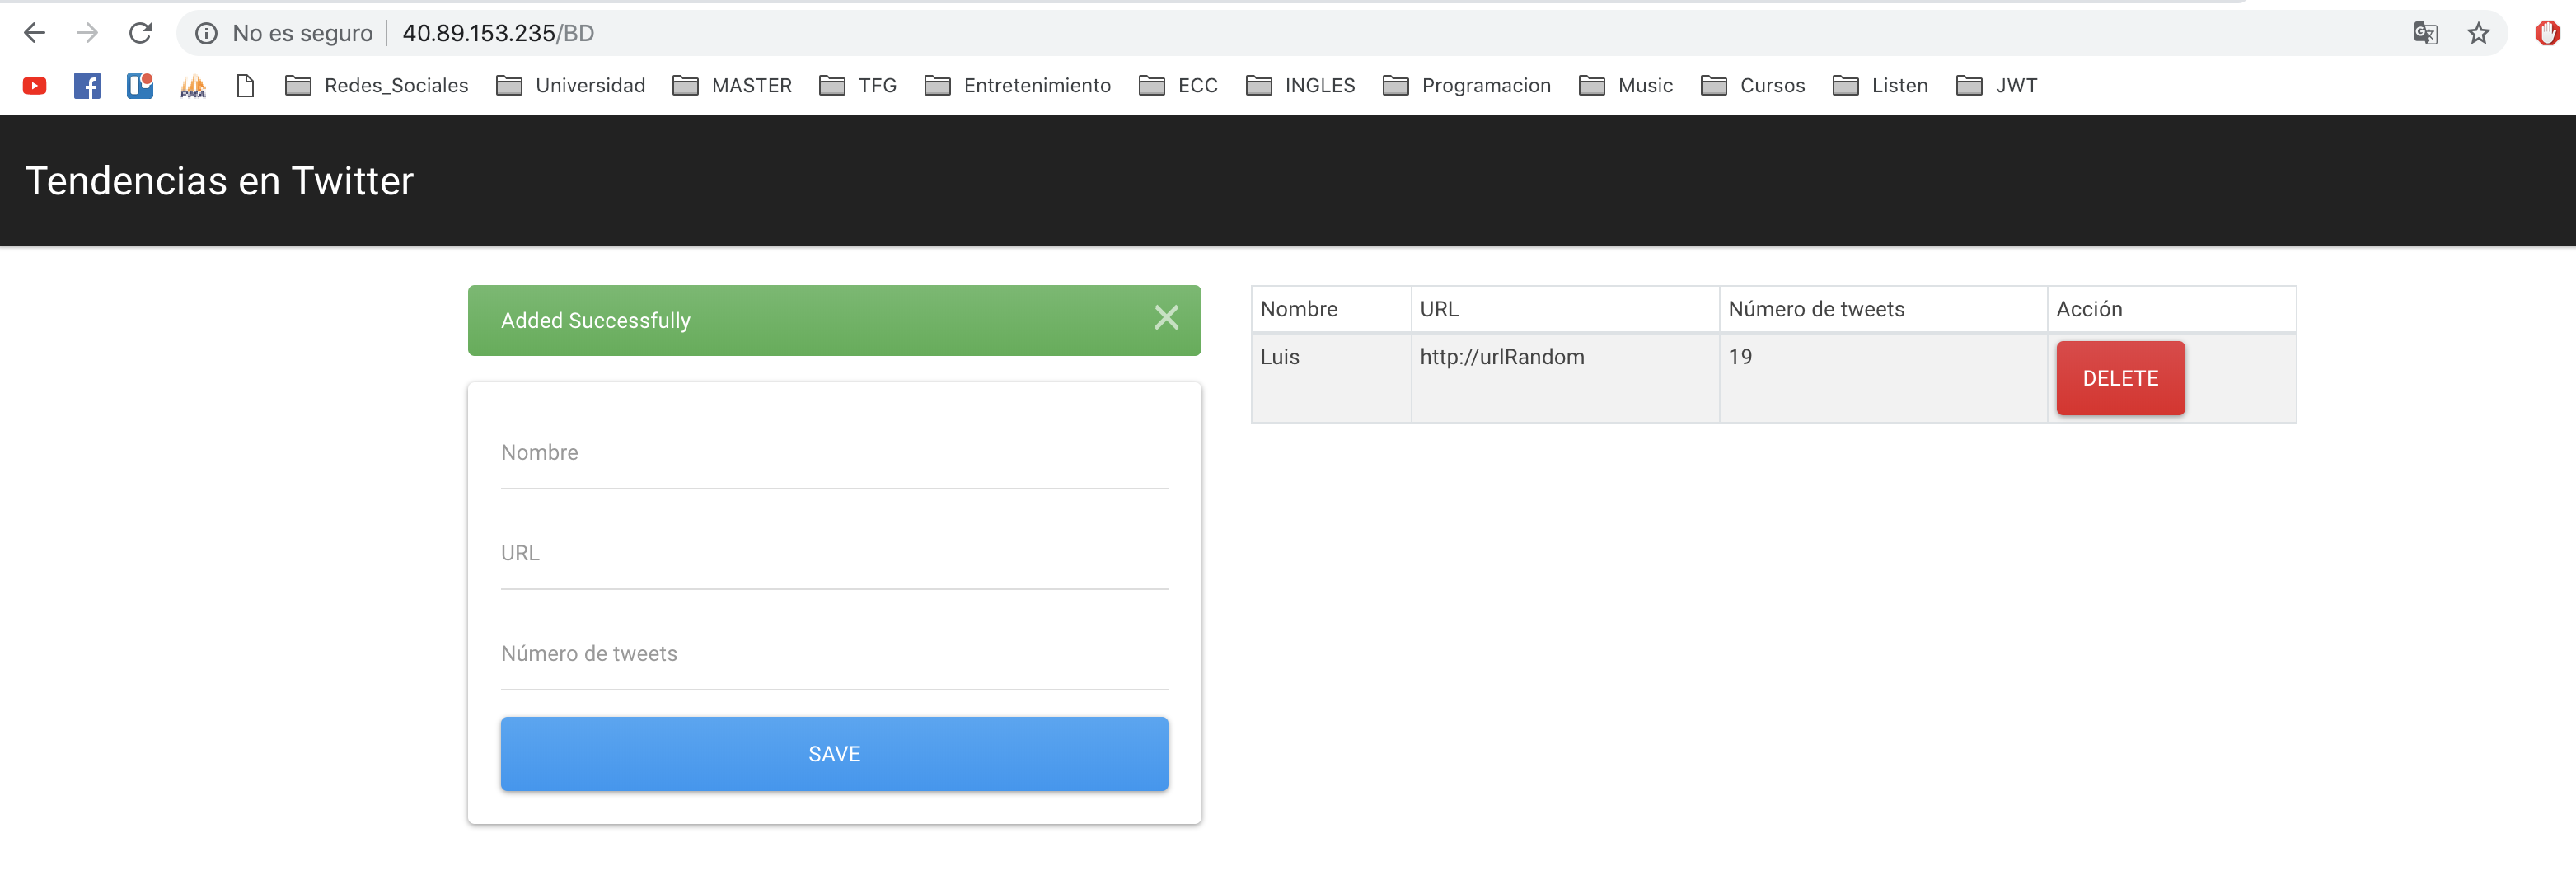 No es seguro 40.89.153.235/BD
PMA Redes_Sociales Universidad MASTER TFG Entretenimiento ECC INGLES Programacion Music Cursos Listen JWT
Tendencias en Twitter
Added Successfully
Nombre
URL
Número de tweets
SAVE
Nombre URL Número de tweets Acción
Luis http://urlRandom 19 DELETE